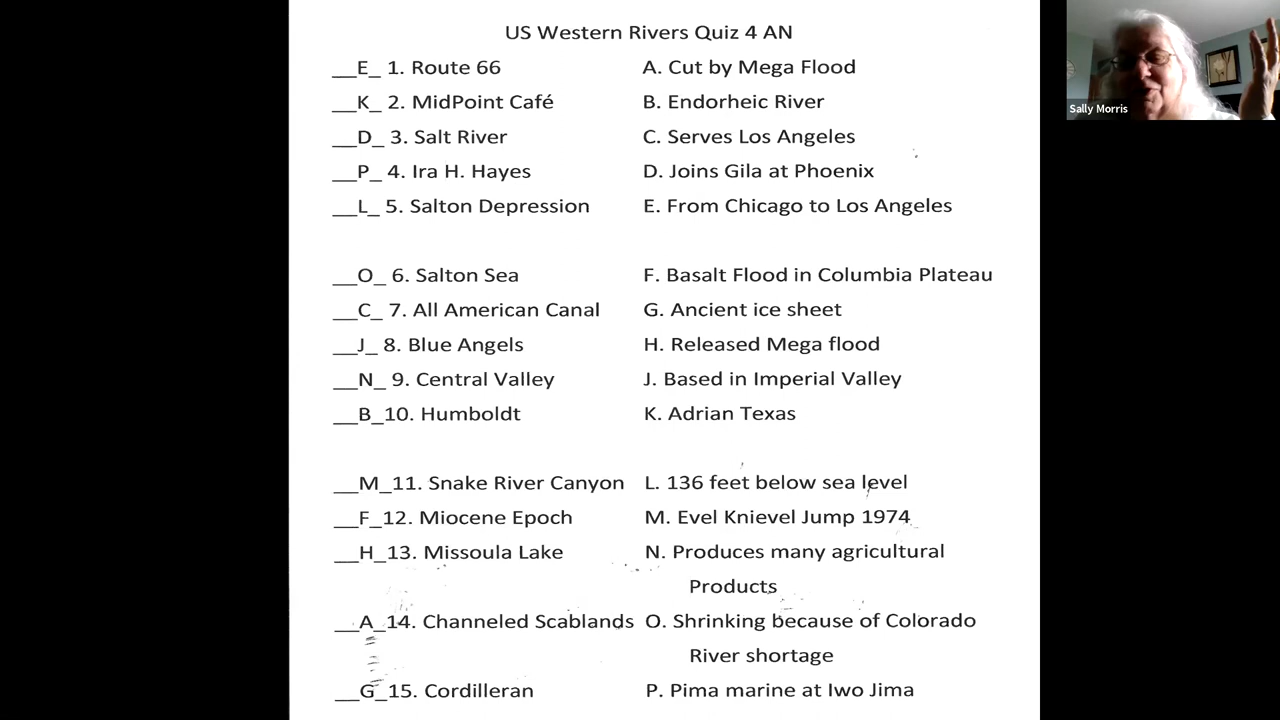 US Western Rivers Quiz 4 AN
__E_ 1. Route 66 A. Cut by Mega Flood
__K_ 2. MidPoint Café B. Endorheic River
__D_ 3. Salt River C. Serves Los Angeles
__P_ 4. Ira H. Hayes D. Joins Gila at Phoenix
__L_ 5. Salton Depression E. From Chicago to Los Angeles
__O_ 6. Salton Sea F. Basalt Flood in Columbia Plateau
__C_ 7. All American Canal G. Ancient ice sheet
__J_ 8. Blue Angels H. Released Mega flood
__N_ 9. Central Valley J. Based in Imperial Valley
__B_10. Humboldt K. Adrian Texas
__M_11. Snake River Canyon L. 136 feet below sea level
__F_12. Miocene Epoch M. Evel Knievel Jump 1974
__H_13. Missoula Lake N. Produces many agricultural
Products
__A_14. Channeled Scablands O. Shrinking because of Colorado
River shortage
__G_15. Cordilleran P. Pima marine at Iwo Jima
Sally Morris